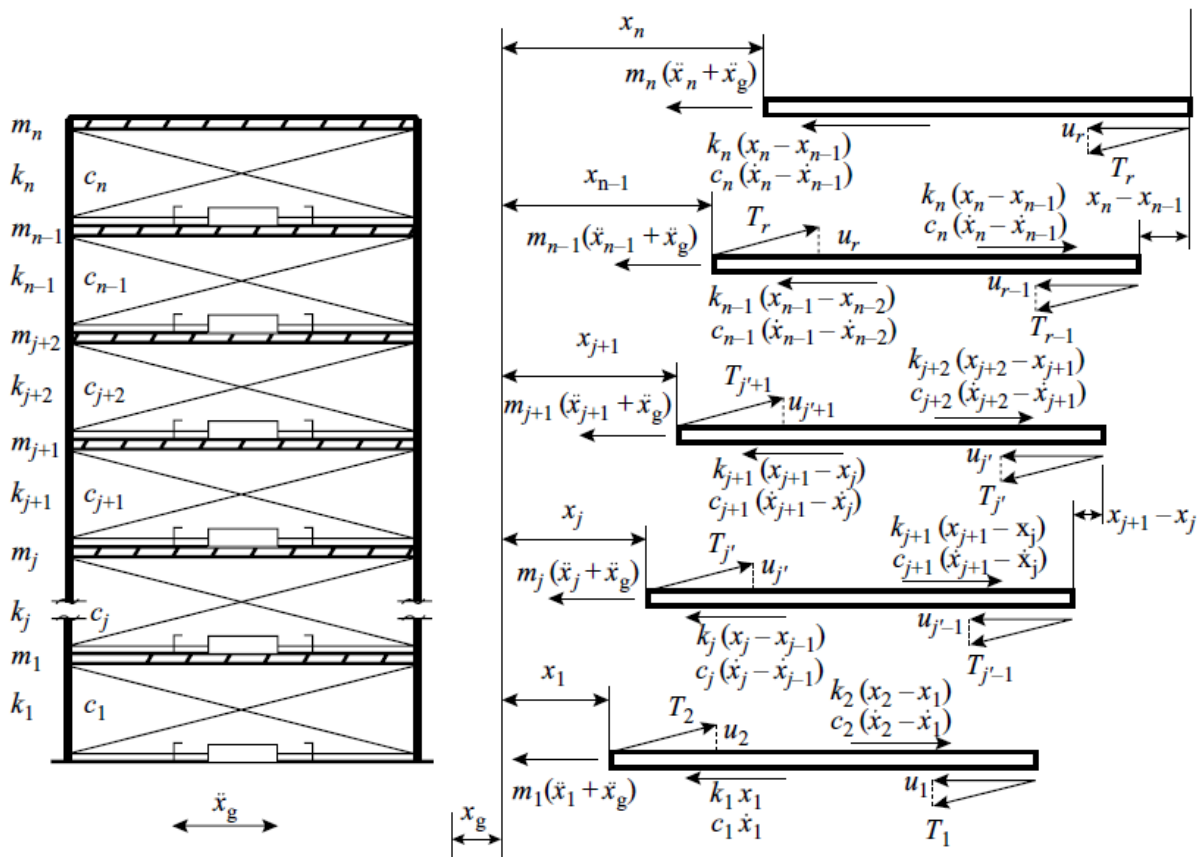 m_n
k_n c_n
m_{n–1}
k_{n–1} c_{n–1}
m_{j+2}
k_{j+2} c_{j+2}
m_{j+1}
k_{j+1} c_{j+1}
m_j
k_j c_j
m_1
k_1 c_1
ẍ_g
x_g
x_n
m_n (ẍ_n + ẍ_g)
k_n (x_n – x_{n–1})
c_n (ẋ_n – ẋ_{n–1})
u_r
T_r
x_{n–1}
k_n (x_n – x_{n–1})
c_n (ẋ_n – ẋ_{n–1})
x_n – x_{n–1}
T_r
u_r
m_{n–1}(ẍ_{n–1} + ẍ_g)
k_{n–1} (x_{n–1} – x_{n–2})
c_{n–1} (ẋ_{n–1} – ẋ_{n–2})
u_{r–1}
T_{r–1}
x_{j+1}
k_{j+2} (x_{j+2} – x_{j+1})
c_{j+2} (ẋ_{j+2} – ẋ_{j+1})
T_{j'+1}
u_{j'+1}
m_{j+1} (ẍ_{j+1} + ẍ_g)
k_{j+1} (x_{j+1} – x_j)
c_{j+1} (ẋ_{j+1} – ẋ_j)
u_{j'}
T_{j'}
x_j
k_{j+1} (x_{j+1} – x_j)
c_{j+1} (ẋ_{j+1} – ẋ_j)
x_{j+1} – x_j
T_{j'}
u_{j'}
m_j (ẍ_j + ẍ_g)
k_j (x_j – x_{j–1})
c_j (ẋ_j – ẋ_{j–1})
u_{j'–1}
T_{j'–1}
x_1
k_2 (x_2 – x_1)
c_2 (ẋ_2 – ẋ_1)
T_2
u_2
m_1(ẍ_1 + ẍ_g)
k_1 x_1
c_1 ẋ_1
u_1
T_1